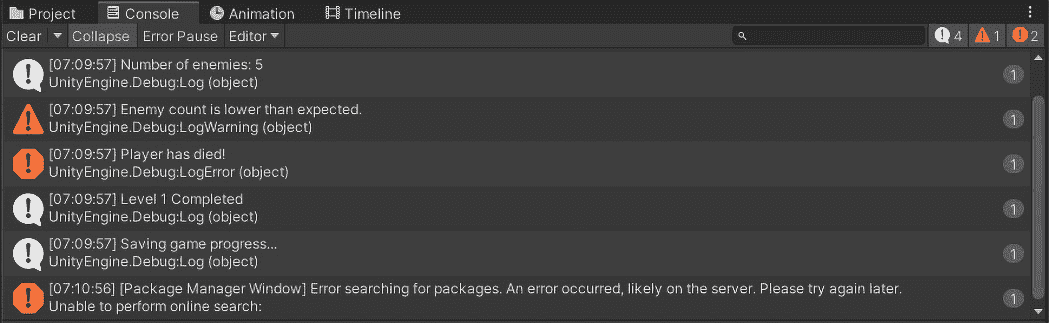 Project Console Animation Timeline
Clear Collapse Error Pause Editor 4 1 2
[07:09:57] Number of enemies: 5
UnityEngine.Debug:Log (object) 1
[07:09:57] Enemy count is lower than expected.
UnityEngine.Debug:LogWarning (object) 1
[07:09:57] Player has died!
UnityEngine.Debug:LogError (object) 1
[07:09:57] Level 1 Completed
UnityEngine.Debug:Log (object) 1
[07:09:57] Saving game progress...
UnityEngine.Debug:Log (object) 1
[07:10:56] [Package Manager Window] Error searching for packages. An error occurred, likely on the server. Please try again later.
Unable to perform online search: 1